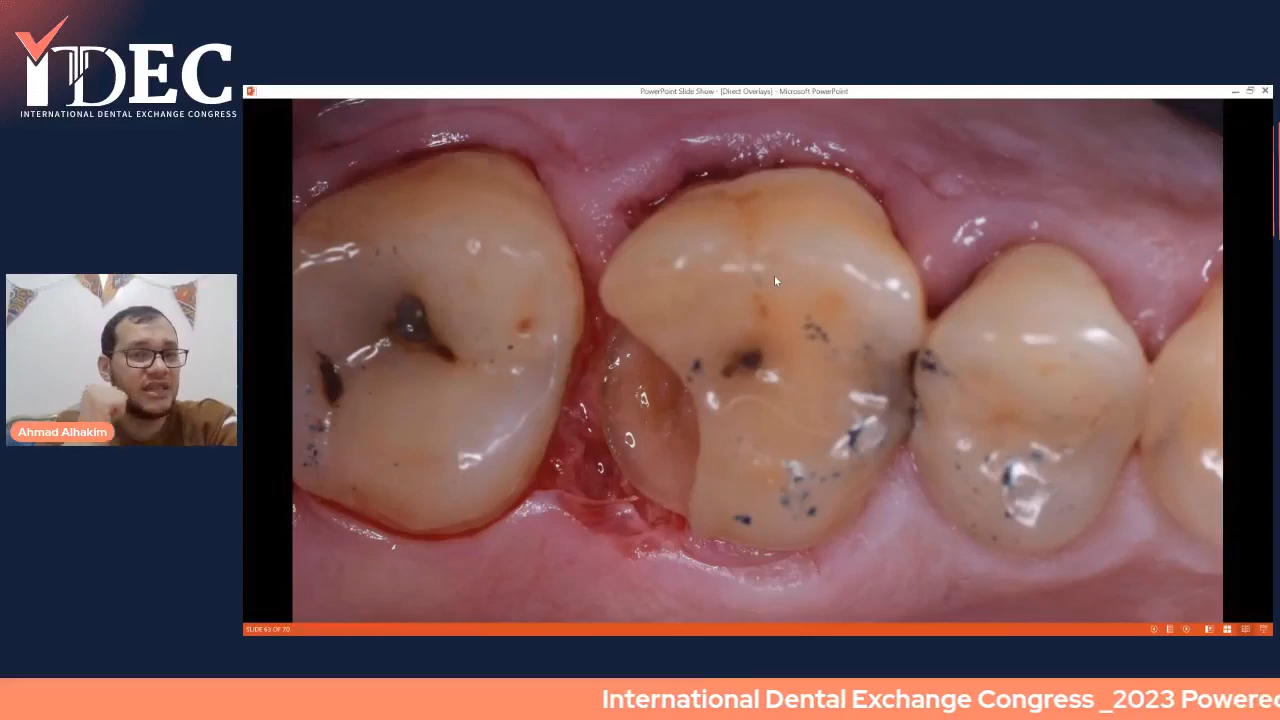 iDEC
INTERNATIONAL DENTAL EXCHANGE CONGRESS
PowerPoint Slide Show - [Direct Overlays] - Microsoft PowerPoint
Ahmad Alhakim
SLIDE 63 OF 70
International Dental Exchange Congress _2023 Powered